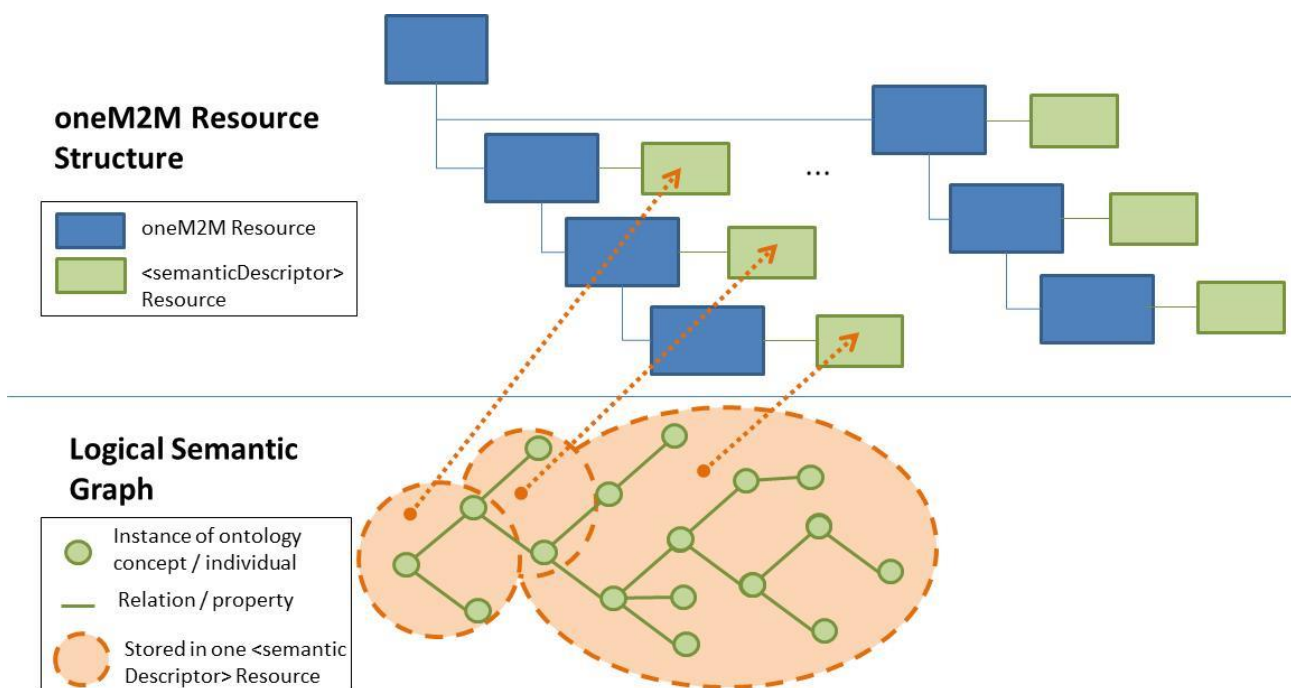 oneM2M Resource
Structure
oneM2M Resource
<semanticDescriptor>
Resource
...
Logical Semantic
Graph
Instance of ontology
concept / individual
Relation / property
Stored in one <semantic
Descriptor> Resource